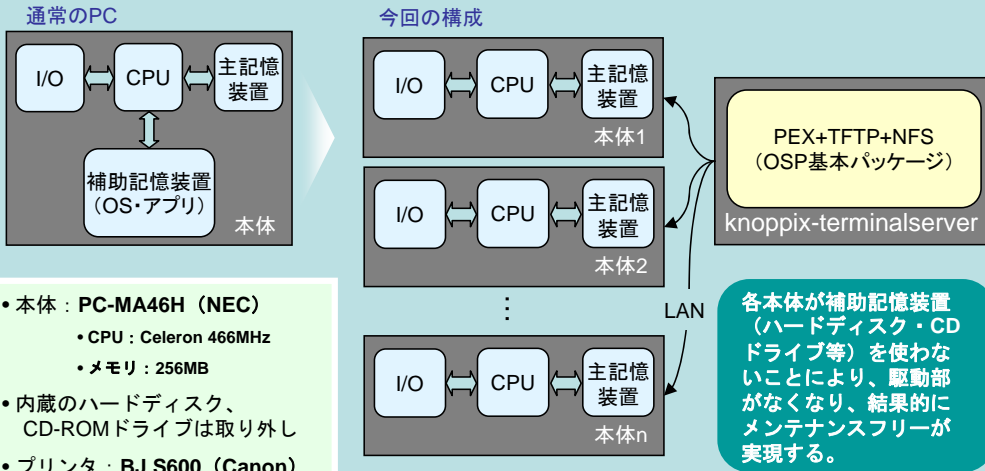 通常のPC
I/O
CPU
主記憶
装置
補助記憶装置
(OS・アプリ)
本体
今回の構成
I/O
CPU
主記憶
装置
本体1
I/O
CPU
主記憶
装置
本体2
⋮
I/O
CPU
主記憶
装置
本体n
LAN
PEX+TFTP+NFS
(OSP基本パッケージ)
knoppix-terminalserver
• 本体：PC-MA46H（NEC）
• CPU：Celeron 466MHz
• メモリ：256MB
• 内蔵のハードディスク、
CD-ROMドライブは取り外し
• プリンタ：BJ S600（Canon）
各本体が補助記憶装置
（ハードディスク・CD
ドライブ等）を使わな
いことにより、駆動部
がなくなり、結果的に
メンテナンスフリーが
実現する。